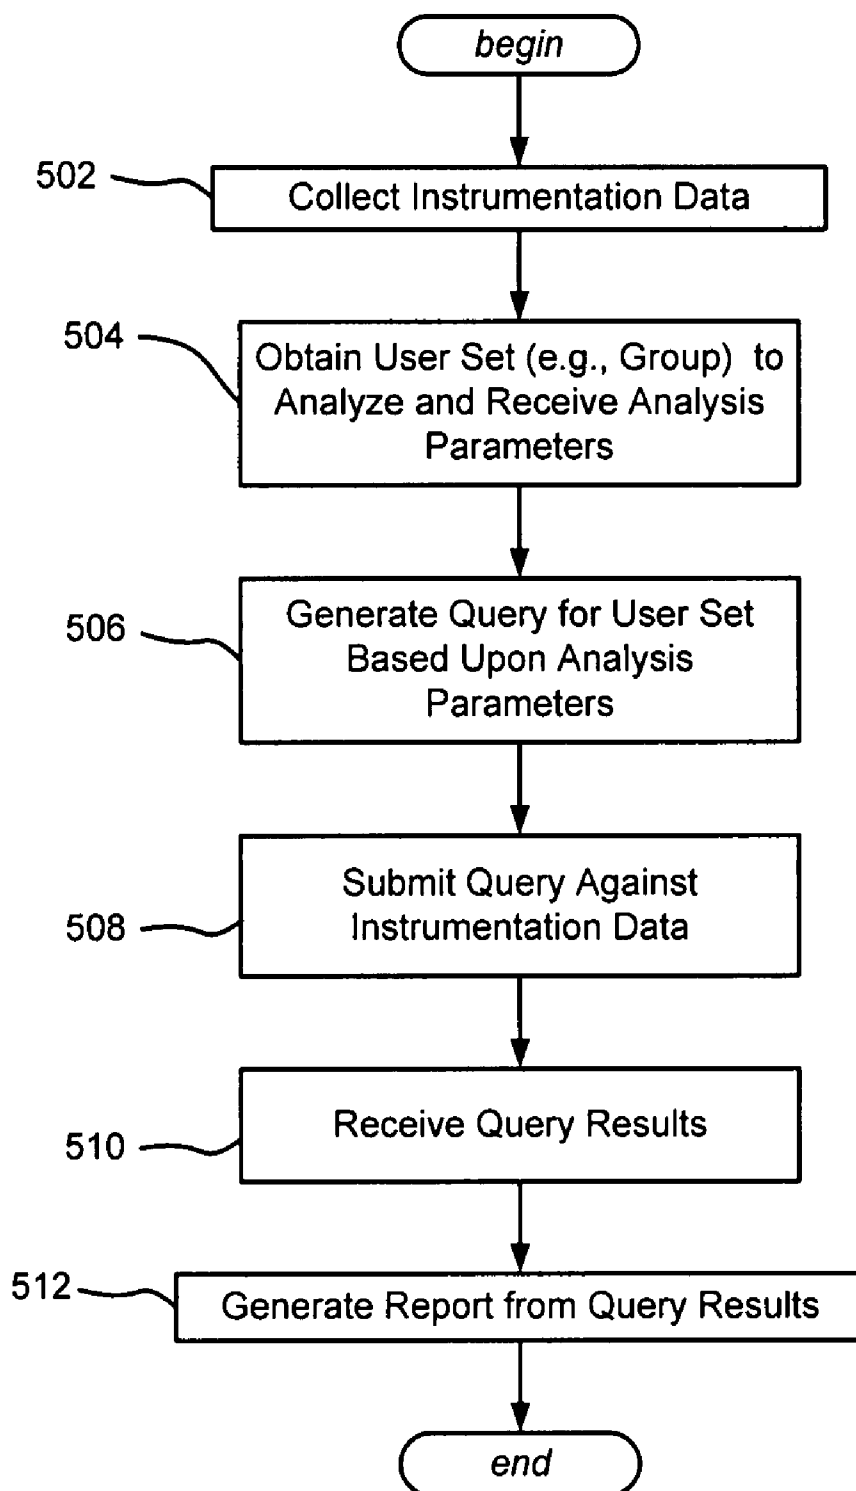 begin
502
Collect Instrumentation Data
504
Obtain User Set (e.g., Group) to
Analyze and Receive Analysis
Parameters
506
Generate Query for User Set
Based Upon Analysis
Parameters
508
Submit Query Against
Instrumentation Data
510
Receive Query Results
512
Generate Report from Query Results
end